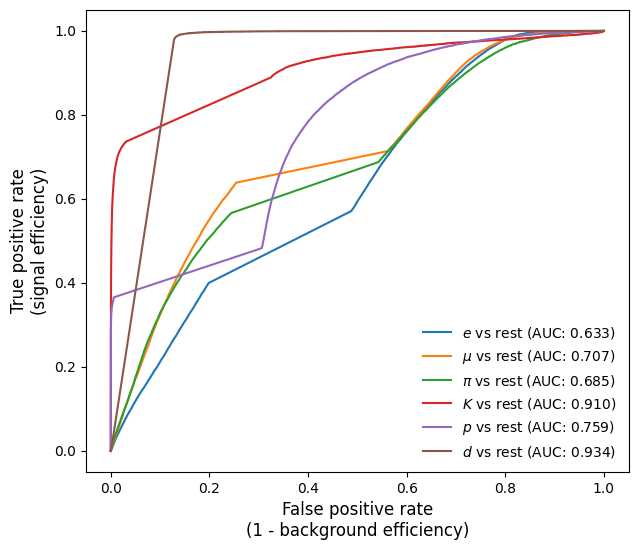 1.0
0.8
0.6
0.4
0.2
0.0
True positive rate
(signal efficiency)
e vs rest (AUC: 0.633)
μ vs rest (AUC: 0.707)
π vs rest (AUC: 0.685)
K vs rest (AUC: 0.910)
p vs rest (AUC: 0.759)
d vs rest (AUC: 0.934)
0.0 0.2 0.4 0.6 0.8 1.0
False positive rate
(1 - background efficiency)